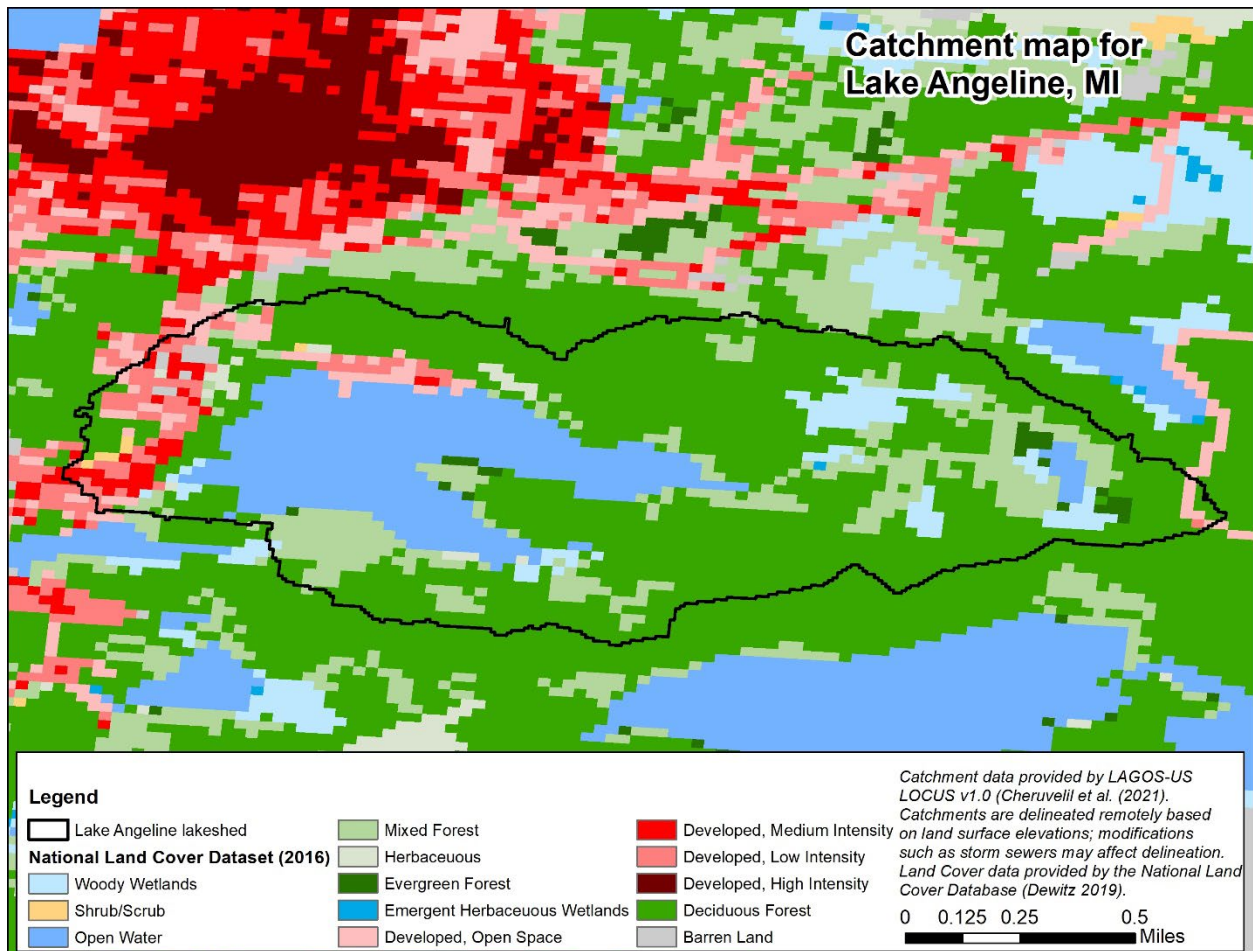 Catchment map for
Lake Angeline, MI
Legend
Lake Angeline lakeshed
National Land Cover Dataset (2016)
Woody Wetlands
Shrub/Scrub
Open Water
Mixed Forest
Herbaceuous
Evergreen Forest
Emergent Herbaceuous Wetlands
Developed, Open Space
Developed, Medium Intensity
Developed, Low Intensity
Developed, High Intensity
Deciduous Forest
Barren Land
Catchment data provided by LAGOS-US
LOCUS v1.0 (Cheruvelil et al. (2021).
Catchments are delineated remotely based
on land surface elevations; modifications
such as storm sewers may affect delineation.
Land Cover data provided by the National Land
Cover Database (Dewitz 2019).
0 0.125 0.25 0.5
Miles